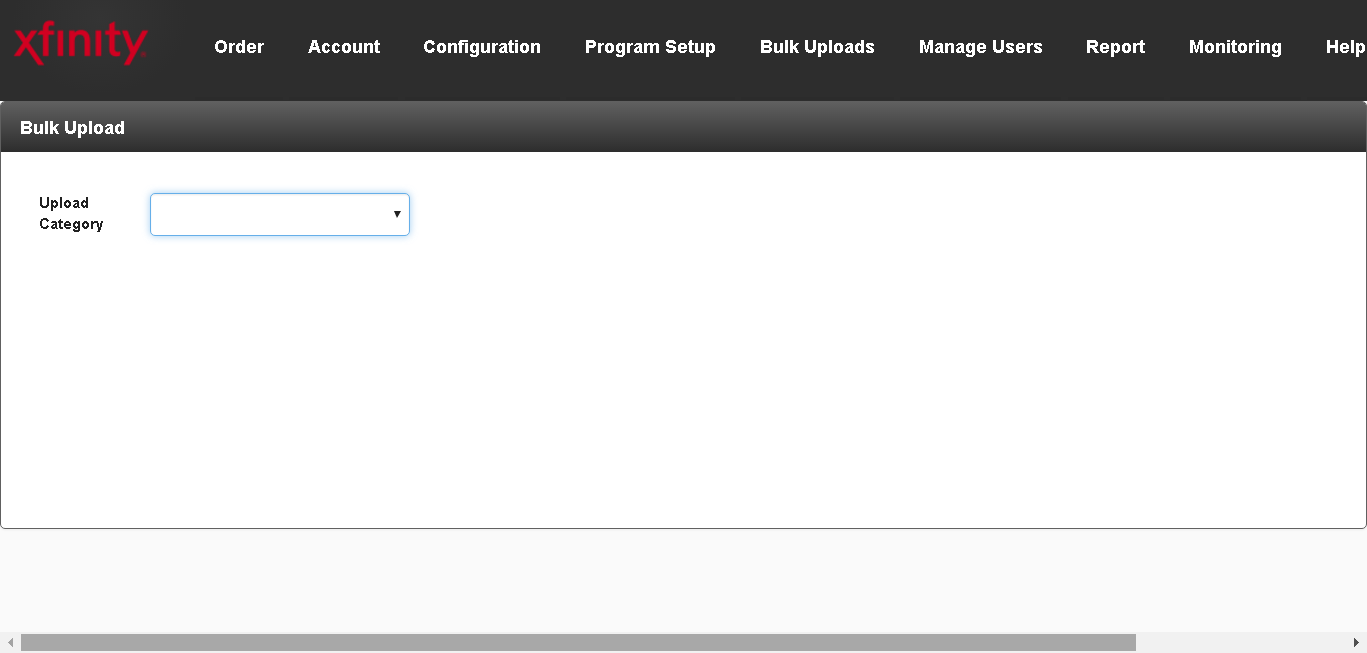 xfinity
Order Account Configuration Program Setup Bulk Uploads Manage Users Report Monitoring Help
Bulk Upload
Upload
Category